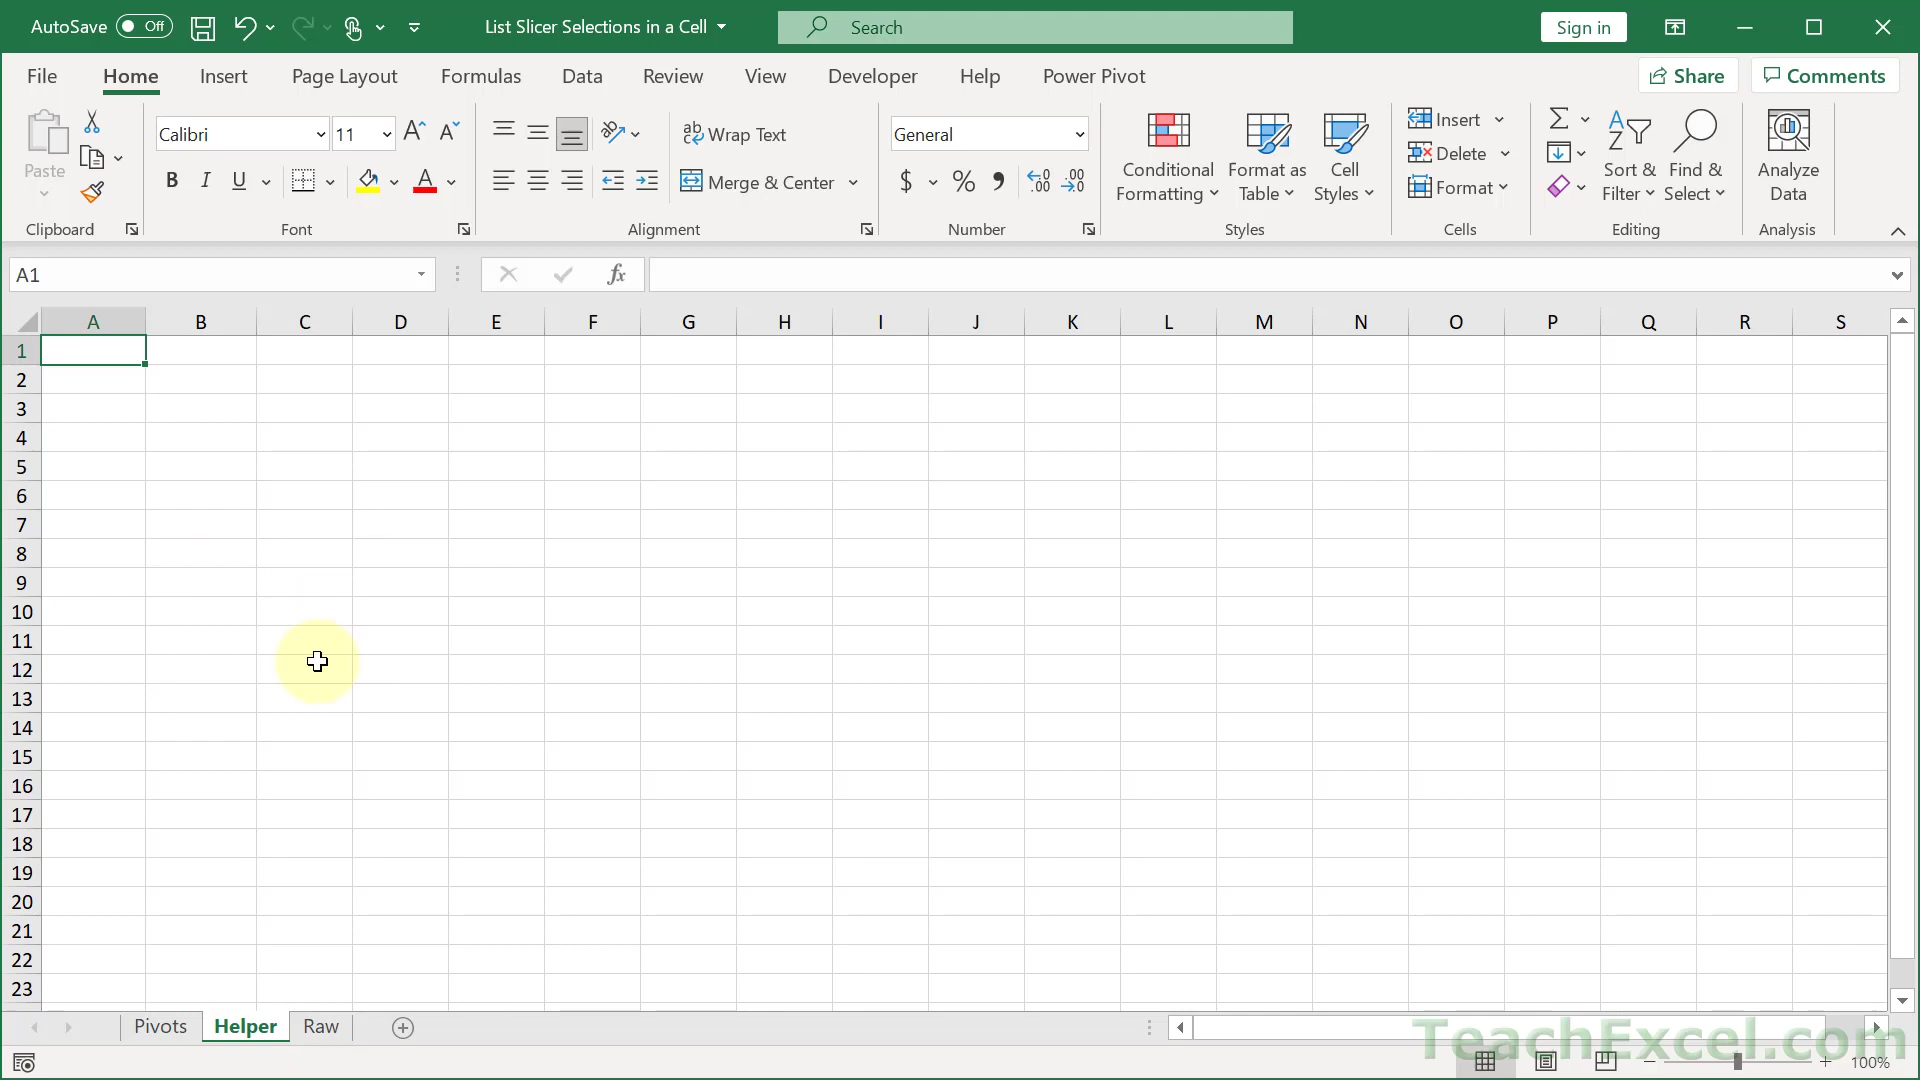 AutoSave Off List Slicer Selections in a Cell Search Sign in
File Home Insert Page Layout Formulas Data Review View Developer Help Power Pivot Share Comments
Paste
Clipboard
Calibri 11
B I U A
Font
ab Wrap Text
Merge & Center
Alignment
General
$ % 9 .00 .00
Number
Conditional Formatting
Format as Table
Cell Styles
Styles
Insert
Delete
Format
Cells
Sort & Filter
Find & Select
Editing
Analyze Data
Analysis
A1 fx
A B C D E F G H I J K L M N O P Q R S
1
2
3
4
5
6
7
8
9
10
11
12
13
14
15
16
17
18
19
20
21
22
23
Pivots Helper Raw
TeachExcel.com
100%